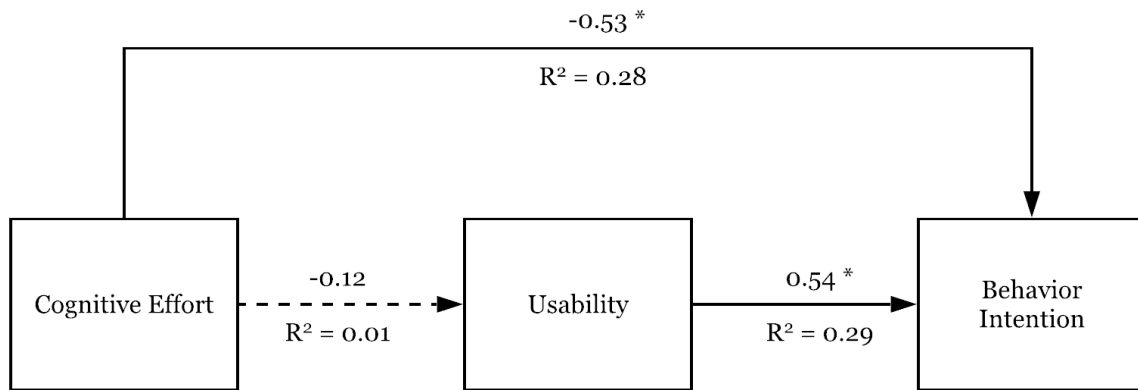 -0.53 *
R² = 0.28
Cognitive Effort
-0.12
R² = 0.01
Usability
0.54 *
R² = 0.29
Behavior
Intention